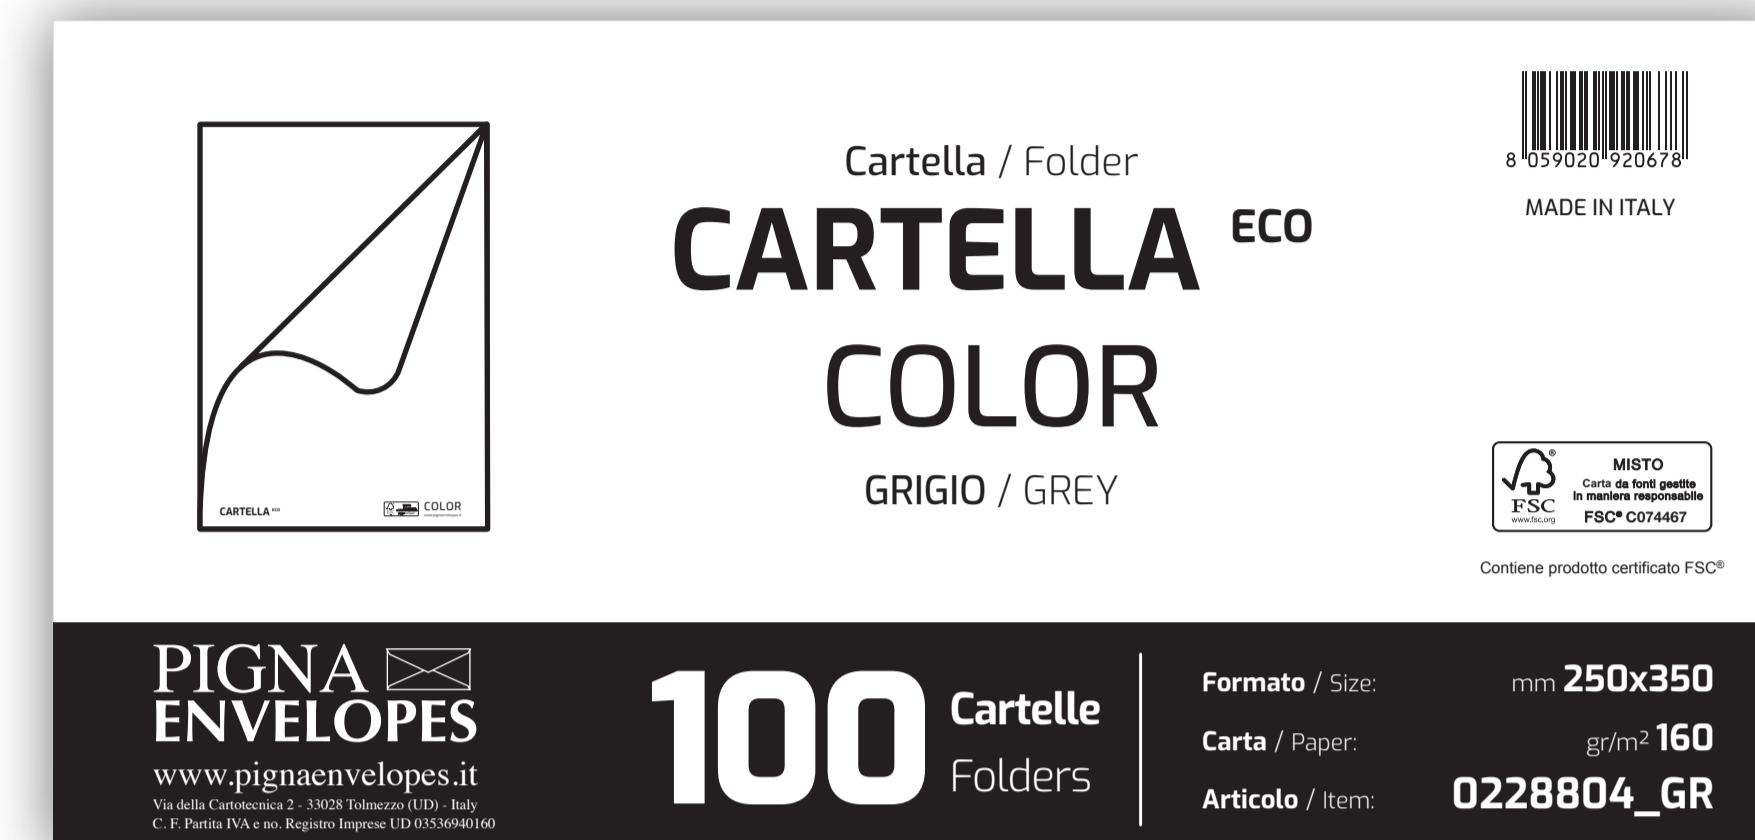 Cartella / Folder
CARTELLA ECO
COLOR
GRIGIO / GREY
8 059020 920678
MADE IN ITALY
CARTELLA ECO
COLOR
FSC®
www.fsc.org
MISTO
Carta da fonti gestite
in maniera responsabile
FSC® C074467
Contiene prodotto certificato FSC®
PIGNA
ENVELOPES
www.pignaenvelopes.it
Via della Cartotecnica 2 - 33028 Tolmezzo (UD) - Italy
C. F. Partita IVA e no. Registro Imprese UD 03536940160
100 Cartelle
Folders
Formato / Size: mm 250x350
Carta / Paper: gr/m² 160
Articolo / Item: 0228804_GR